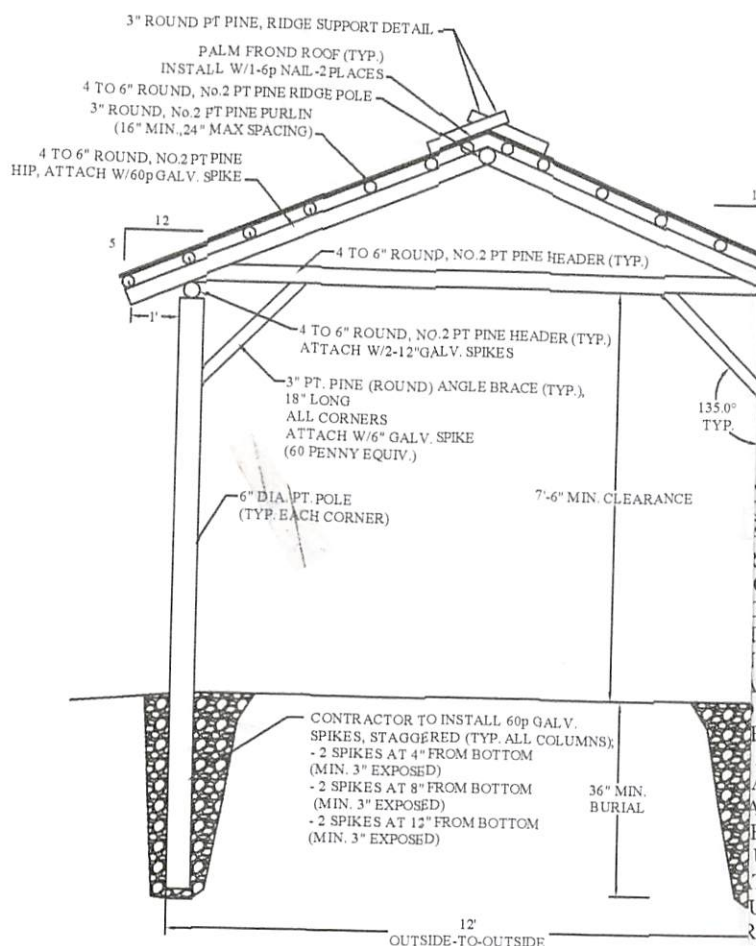 3" ROUND PT PINE, RIDGE SUPPORT DETAIL
PALM FROND ROOF (TYP.)
INSTALL W/1-6p NAIL-2 PLACES
4 TO 6" ROUND, No.2 PT PINE RIDGE POLE
3" ROUND, No.2 PT PINE PURLIN
(16" MIN.,24" MAX SPACING)
4 TO 6" ROUND, NO.2 PT PINE
HIP, ATTACH W/60p GALV. SPIKE
12
5
1
4 TO 6" ROUND, NO.2 PT PINE HEADER (TYP.)
1'
4 TO 6" ROUND, NO.2 PT PINE HEADER (TYP.)
ATTACH W/2-12"GALV. SPIKES
3" PT. PINE (ROUND) ANGLE BRACE (TYP.),
18" LONG
ALL CORNERS
ATTACH W/6" GALV. SPIKE
(60 PENNY EQUIV.)
135.0°
TYP.
6" DIA. PT. POLE
(TYP. EACH CORNER)
7'-6" MIN. CLEARANCE
CONTRACTOR TO INSTALL 60p GALV.
SPIKES, STAGGERED (TYP. ALL COLUMNS);
- 2 SPIKES AT 4" FROM BOTTOM
(MIN. 3" EXPOSED)
- 2 SPIKES AT 8" FROM BOTTOM
(MIN. 3" EXPOSED)
- 2 SPIKES AT 12" FROM BOTTOM
(MIN. 3" EXPOSED)
36" MIN.
BURIAL
12'
OUTSIDE-TO-OUTSIDE